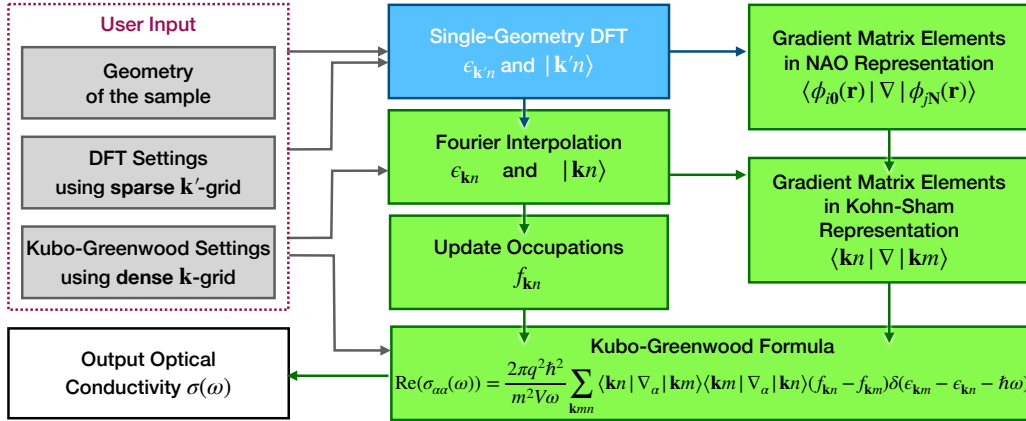 User Input
Geometry
of the sample
DFT Settings
using sparse k′-grid
Kubo-Greenwood Settings
using dense k-grid
Single-Geometry DFT
ϵ_{k′n} and |k′n⟩
Fourier Interpolation
ϵ_{kn} and |kn⟩
Update Occupations
f_{kn}
Gradient Matrix Elements
in NAO Representation
⟨ϕ_{i0}(r)|∇|ϕ_{jN}(r)⟩
Gradient Matrix Elements
in Kohn-Sham
Representation
⟨kn|∇|km⟩
Kubo-Greenwood Formula
Re(σ_{αα}(ω)) = \frac{2πq²ℏ²}{m²Vω} ∑_{kmn} ⟨kn|∇_α|km⟩⟨km|∇_α|kn⟩(f_{kn} − f_{km})δ(ϵ_{km} − ϵ_{kn} − ℏω)
Output Optical
Conductivity σ(ω)